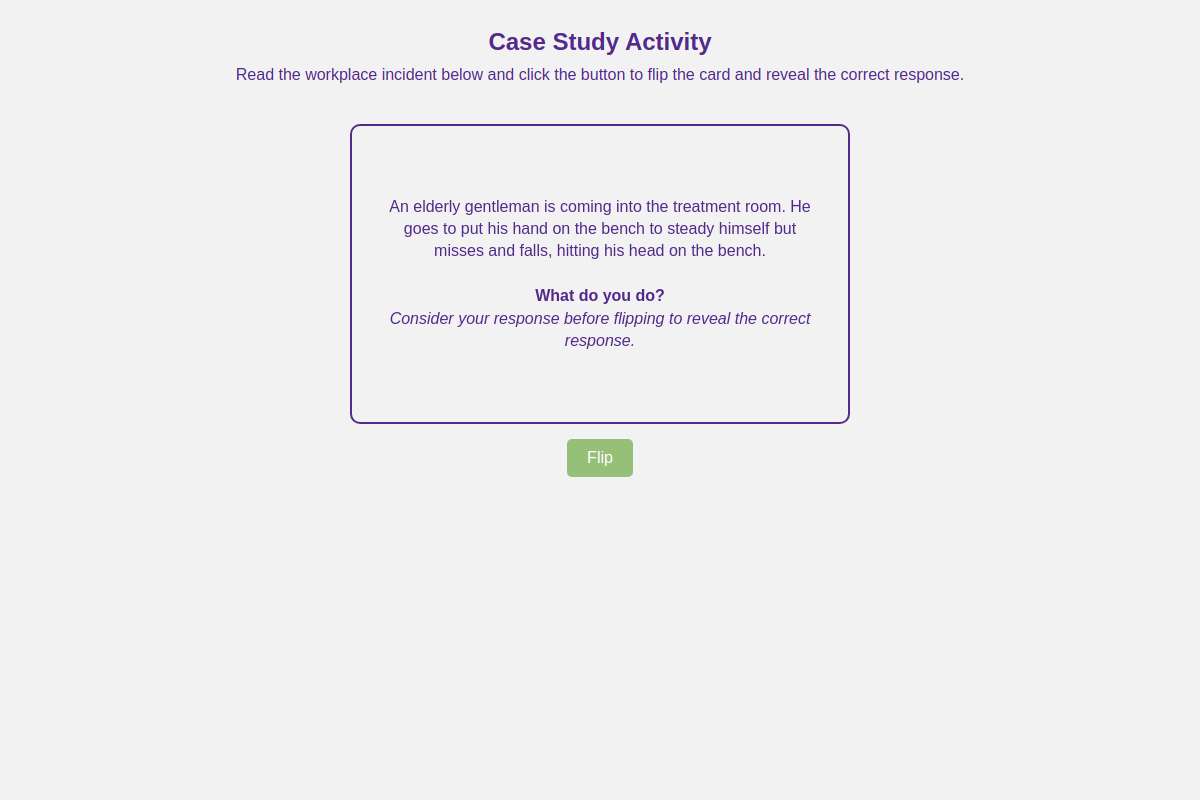 Case Study Activity
Read the workplace incident below and click the button to flip the card and reveal the correct response.
An elderly gentleman is coming into the treatment room. He
goes to put his hand on the bench to steady himself but
misses and falls, hitting his head on the bench.
What do you do?
Consider your response before flipping to reveal the correct
response.
Flip